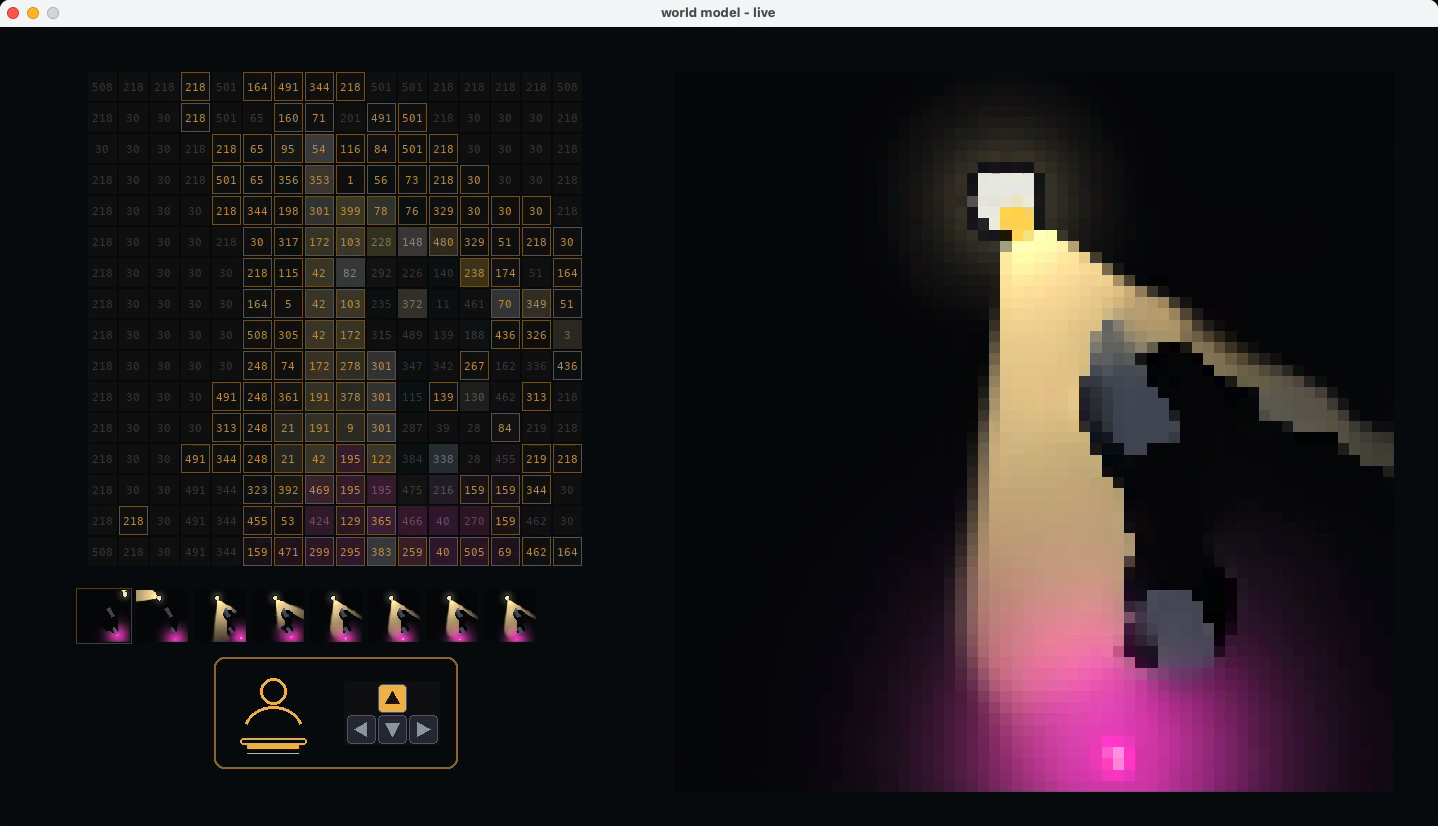 world model - live
508 218 218 218 501 164 491 344 218 501 501 218 218 218 218 508
218 30 30 218 501 65 160 71 201 491 501 218 30 30 30 218
30 30 30 218 218 65 95 54 116 84 501 218 30 30 30 218
218 30 30 218 501 65 356 353 1 56 73 218 30 30 30 218
218 30 30 30 218 344 198 301 399 78 76 329 30 30 30 218
218 30 30 30 218 30 317 172 103 228 148 480 329 51 218 30
218 30 30 30 30 218 115 42 82 292 226 140 238 174 51 164
218 30 30 30 30 164 5 42 103 235 372 11 461 70 349 51
218 30 30 30 30 508 305 42 172 315 489 139 188 436 326 3
218 30 30 30 30 248 74 172 278 301 347 342 267 162 336 436
218 30 30 30 491 248 361 191 378 301 115 139 130 462 313 218
218 30 30 30 313 248 21 191 9 301 287 39 28 84 219 218
218 30 30 491 344 248 21 42 195 122 384 338 28 455 219 218
218 30 30 491 344 323 392 469 195 195 475 216 159 159 344 30
218 218 30 491 344 455 53 424 129 365 466 40 270 159 462 30
508 218 30 491 344 159 471 299 295 383 259 40 505 69 462 164